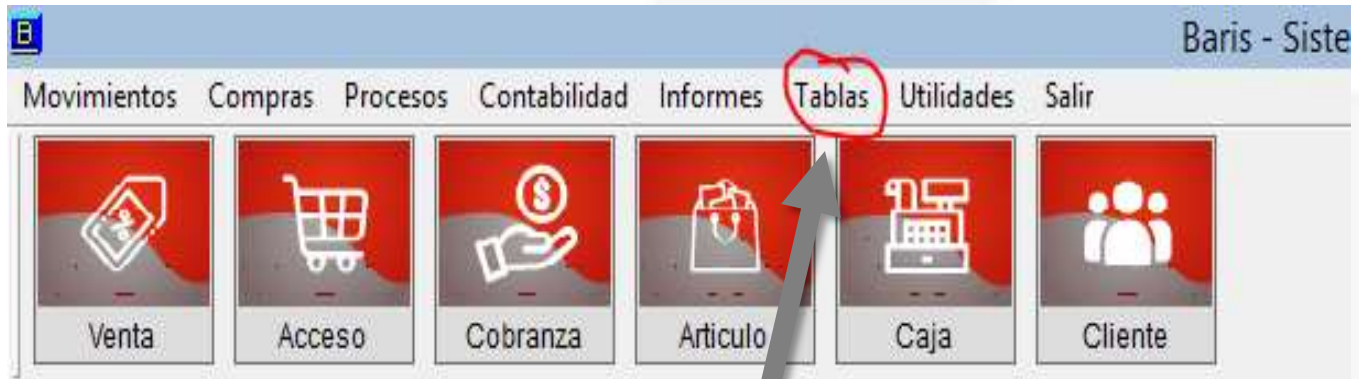 B
Baris - Siste
Movimientos Compras Procesos Contabilidad Informes Tablas Utilidades Salir
%
$
Venta Acceso Cobranza Articulo Caja Cliente